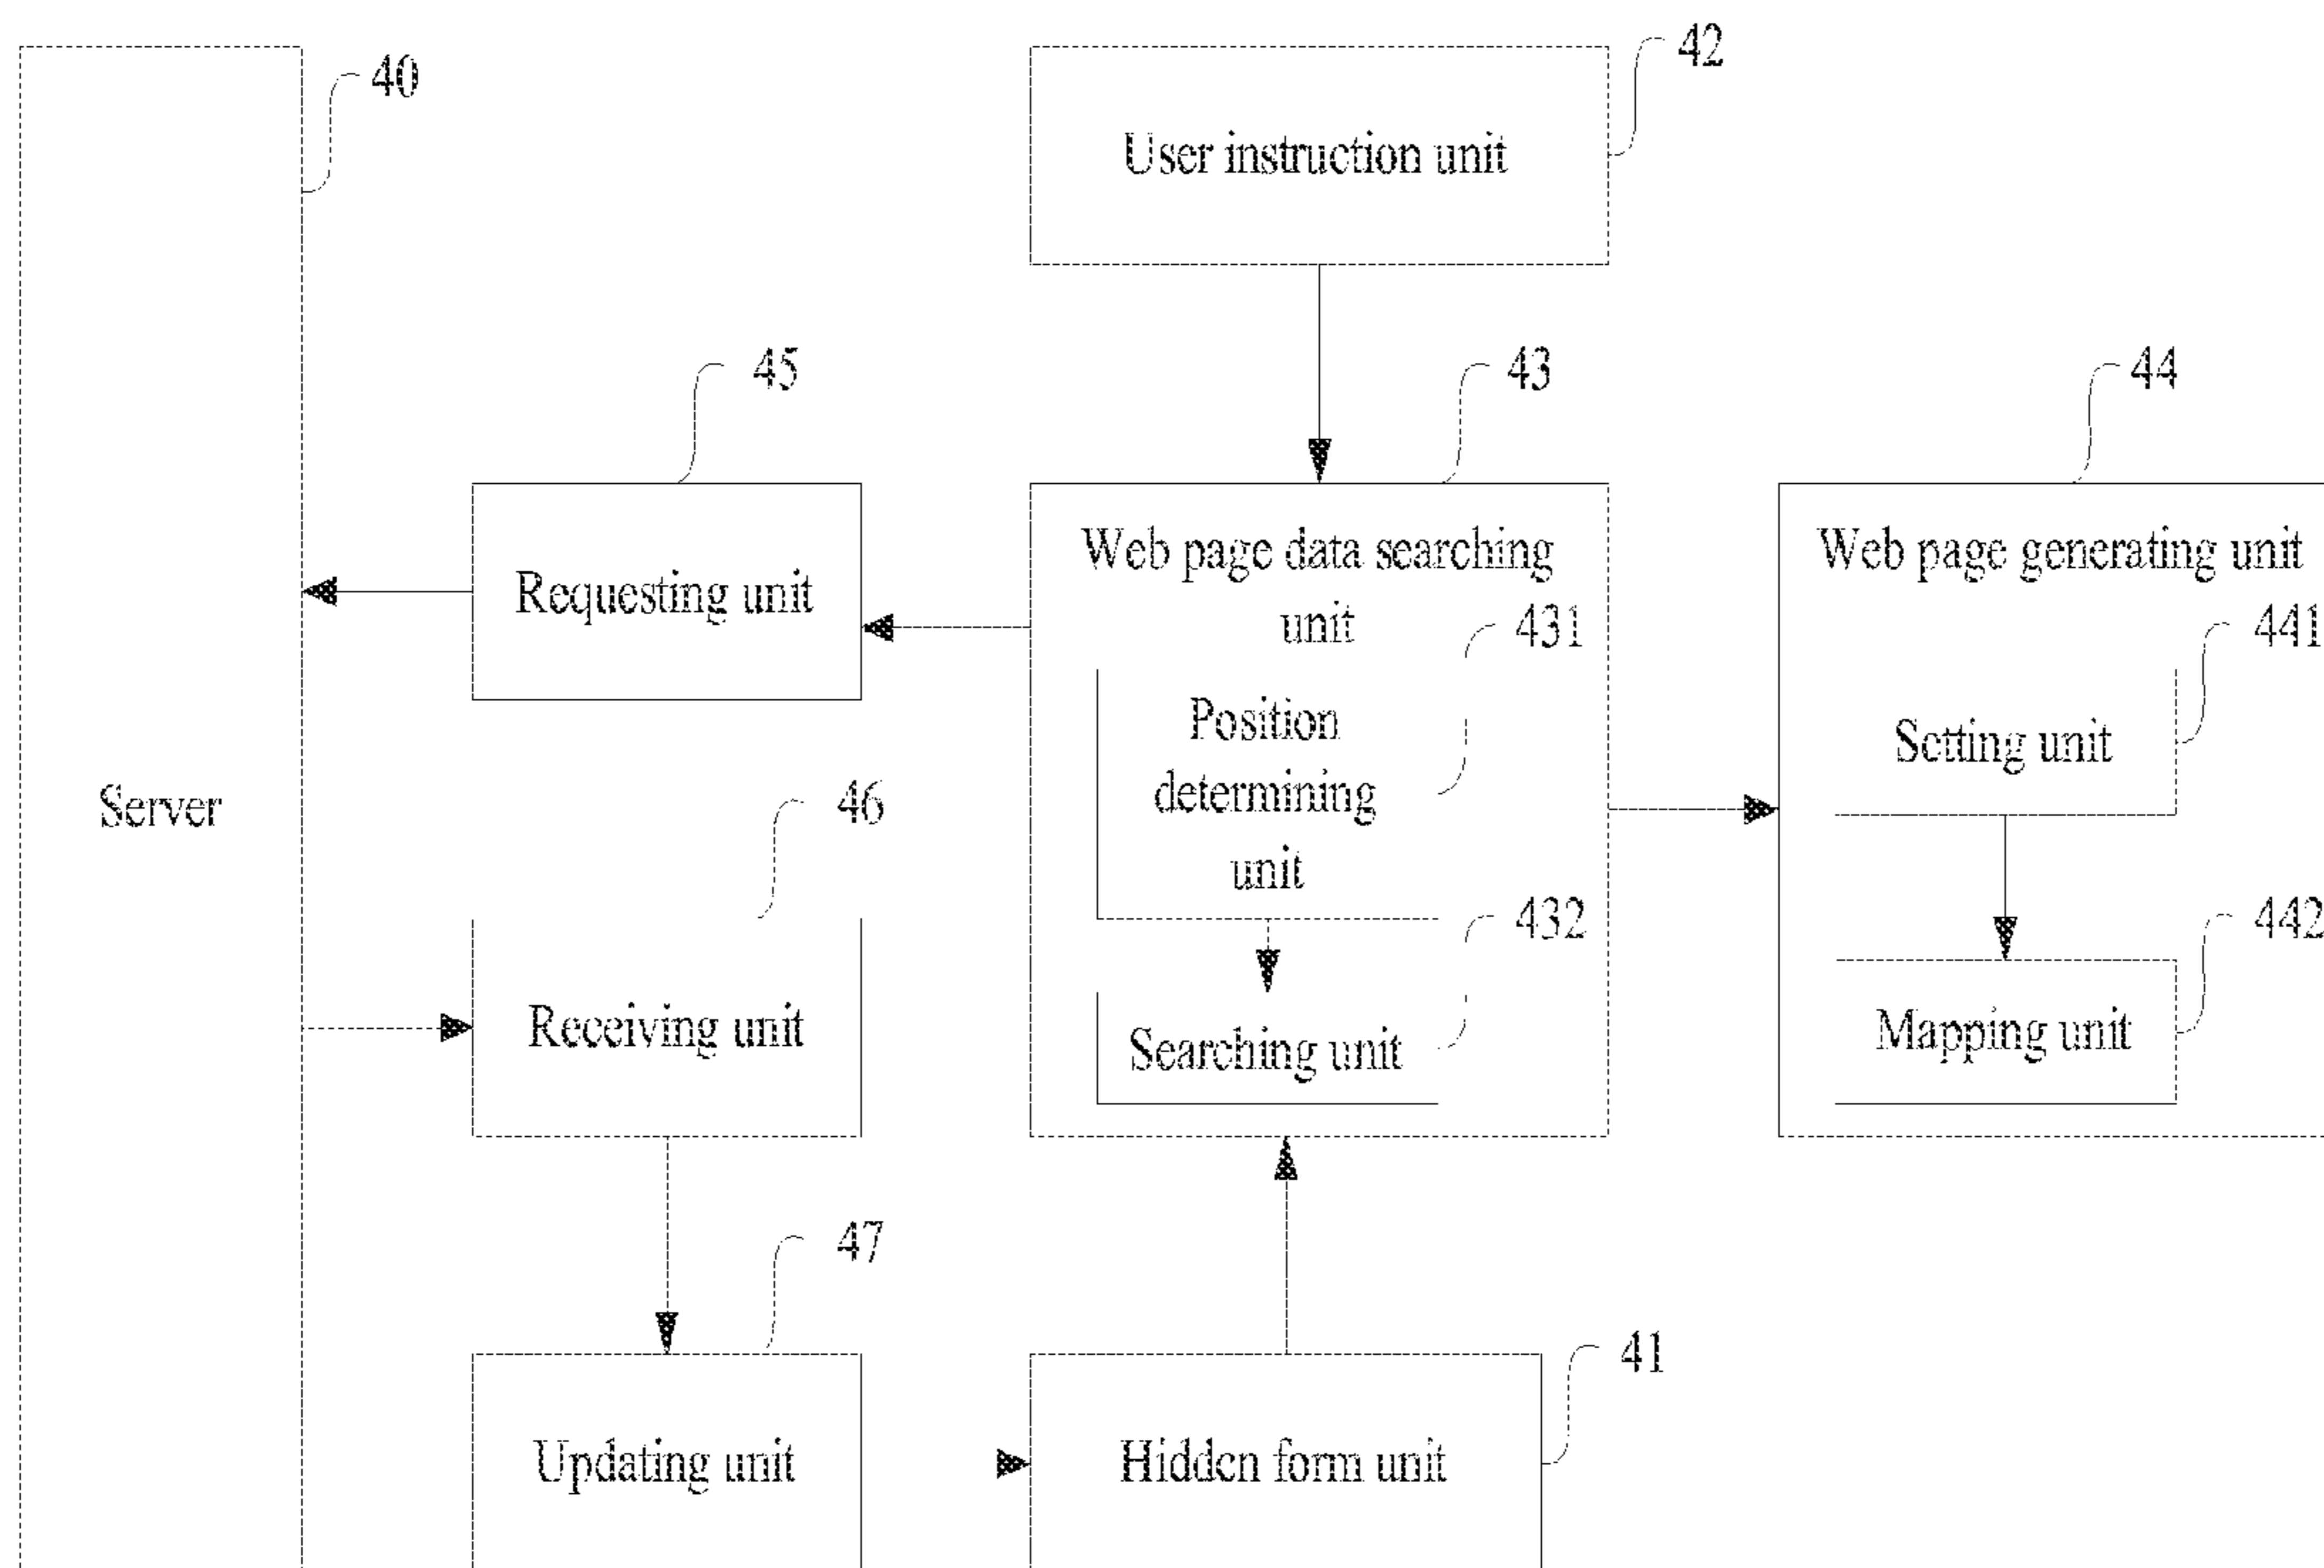 42
40
User instruction unit
45
43
44
Web page data searching
unit
Web page generating unit
Requesting unit
431
441
Position
determining
unit
Setting unit
Server
46
432
442
Receiving unit
Searching unit
Mapping unit
47
41
Updating unit
Hidden form unit